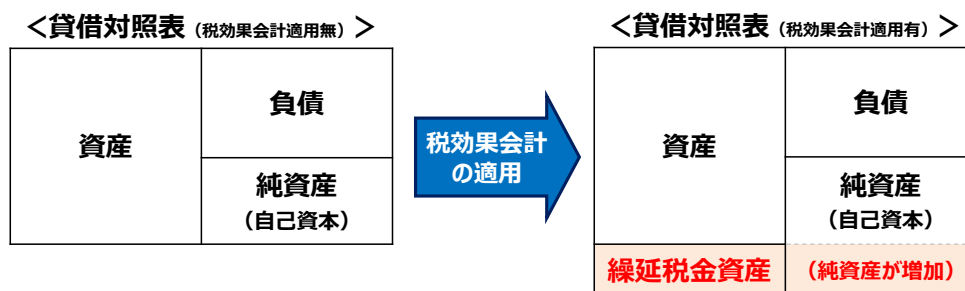 <貸借対照表（税効果会計適用無）>
資産
負債
純資産
（自己資本）
税効果会計
の適用
<貸借対照表（税効果会計適用有）>
資産
負債
純資産
（自己資本）
繰延税金資産
（純資産が増加）